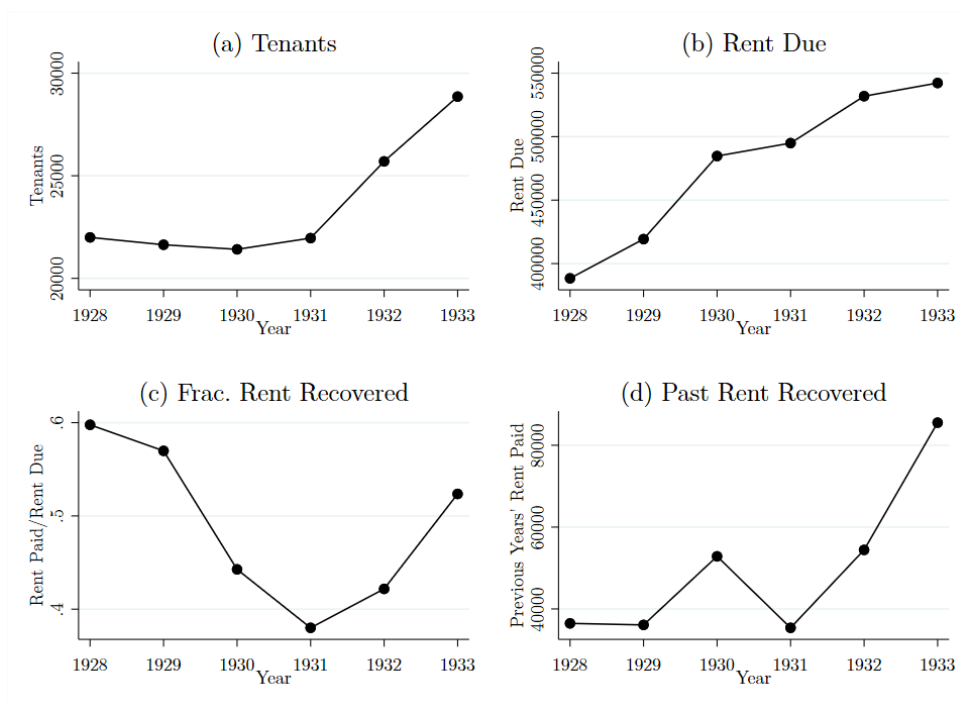 (a) Tenants
Tenants
30000
25000
20000
1928 1929 1930 1931 1932 1933
Year
(b) Rent Due
Rent Due
550000
500000
450000
400000
1928 1929 1930 1931 1932 1933
Year
(c) Frac. Rent Recovered
Rent Paid/Rent Due
.6
.5
.4
1928 1929 1930 1931 1932 1933
Year
(d) Past Rent Recovered
Previous Years' Rent Paid
80000
60000
40000
1928 1929 1930 1931 1932 1933
Year